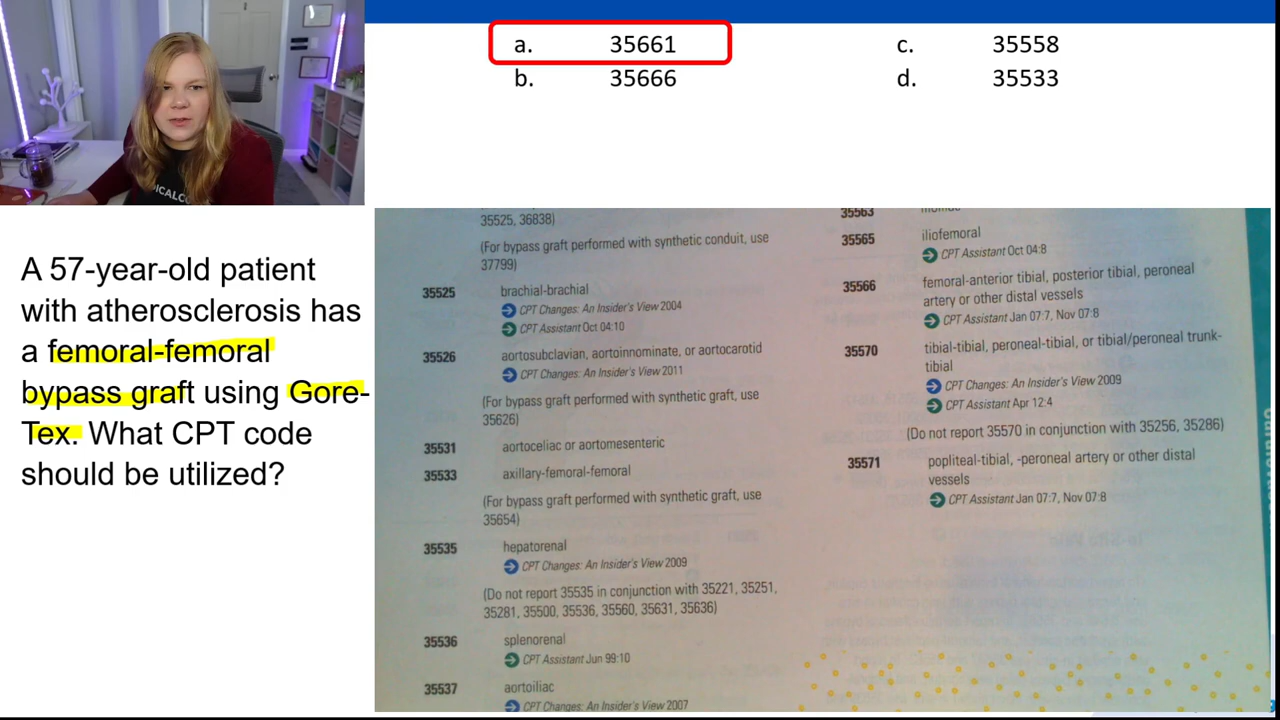 a. 35661
c. 35558
b. 35666
d. 35533
A 57-year-old patient
with atherosclerosis has
a femoral-femoral
bypass graft using Gore-
Tex. What CPT code
should be utilized?
35525, 36838)
(For bypass graft performed with synthetic conduit, use
37799)
35525 brachial-brachial
CPT Changes: An Insider's View 2004
CPT Assistant Oct 04:10
35526 aortosubclavian, aortoinnominate, or aortocarotid
CPT Changes: An Insider's View 2011
(For bypass graft performed with synthetic graft, use
35626)
35531 aortoceliac or aortomesenteric
35533 axillary-femoral-femoral
(For bypass graft performed with synthetic graft, use
35654)
35535 hepatorenal
CPT Changes: An Insider's View 2009
(Do not report 35535 in conjunction with 35221, 35251,
35281, 35500, 35536, 35560, 35631, 35636)
35536 splenorenal
CPT Assistant Jun 99:10
35537 aortoiliac
CPT Changes: An Insider's View 2007
35563
35565 iliofemoral
CPT Assistant Oct 04:8
35566 femoral-anterior tibial, posterior tibial, peroneal
artery or other distal vessels
CPT Assistant Jan 07:7, Nov 07:8
35570 tibial-tibial, peroneal-tibial, or tibial/peroneal trunk-
tibial
CPT Changes: An Insider's View 2009
CPT Assistant Apr 12:4
(Do not report 35570 in conjunction with 35256, 35286)
35571 popliteal-tibial, -peroneal artery or other distal
vessels
CPT Assistant Jan 07:7, Nov 07:8